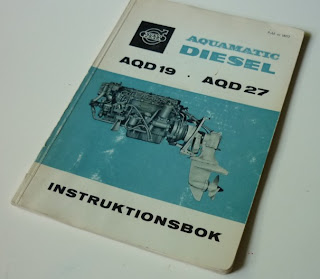 AQUAMATIC
DIESEL
AQD 19 . AQD 27
INSTRUKTIONSBOK